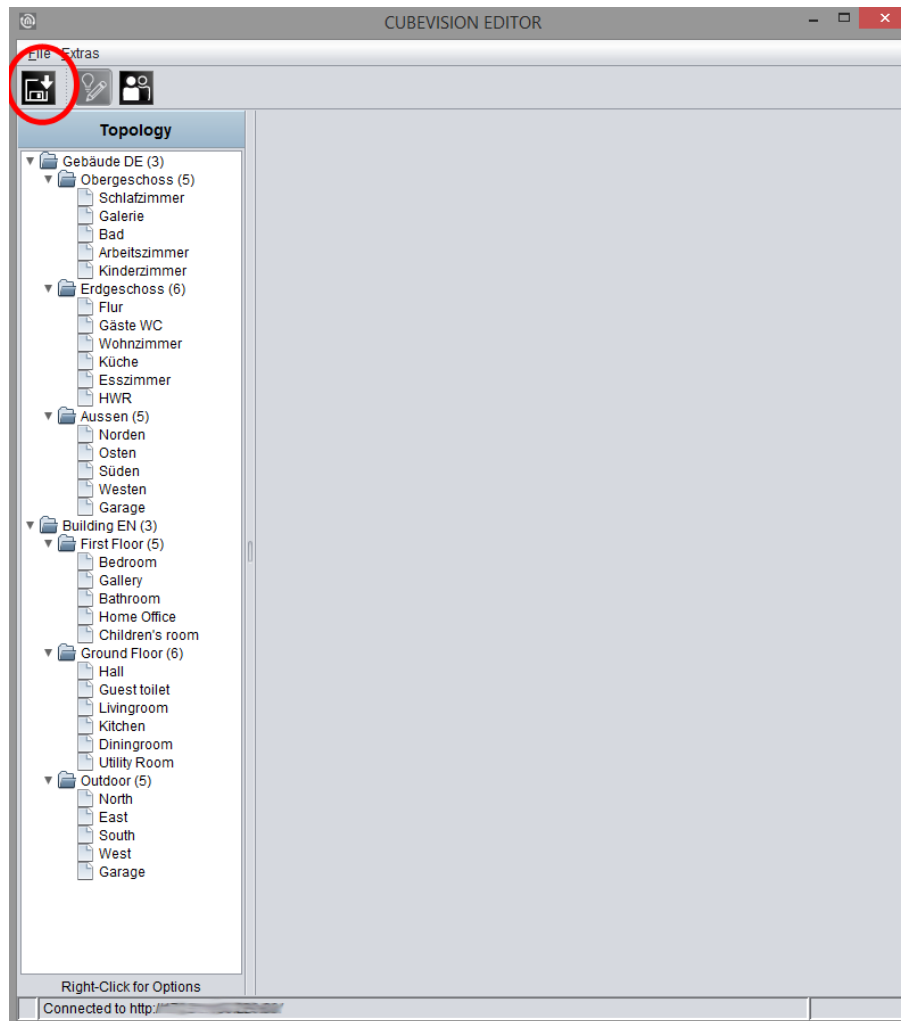 CUBEVISION EDITOR
File Extras
Topology
Gebäude DE (3)
Obergeschoss (5)
Schlafzimmer
Galerie
Bad
Arbeitszimmer
Kinderzimmer
Erdgeschoss (6)
Flur
Gäste WC
Wohnzimmer
Küche
Esszimmer
HWR
Aussen (5)
Norden
Osten
Süden
Westen
Garage
Building EN (3)
First Floor (5)
Bedroom
Gallery
Bathroom
Home Office
Children's room
Ground Floor (6)
Hall
Guest toilet
Livingroom
Kitchen
Diningroom
Utility Room
Outdoor (5)
North
East
South
West
Garage
Right-Click for Options
Connected to http:/